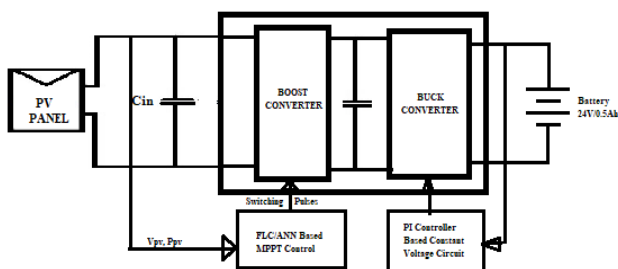 PV
PANEL
Cin
BOOST
CONVERTER
BUCK
CONVERTER
Battery
24V/0.5Ah
Switching Pulses
Vpv, Ppv
FLC/ANN Based
MPPT Control
PI Controller
Based Constant
Voltage Circuit